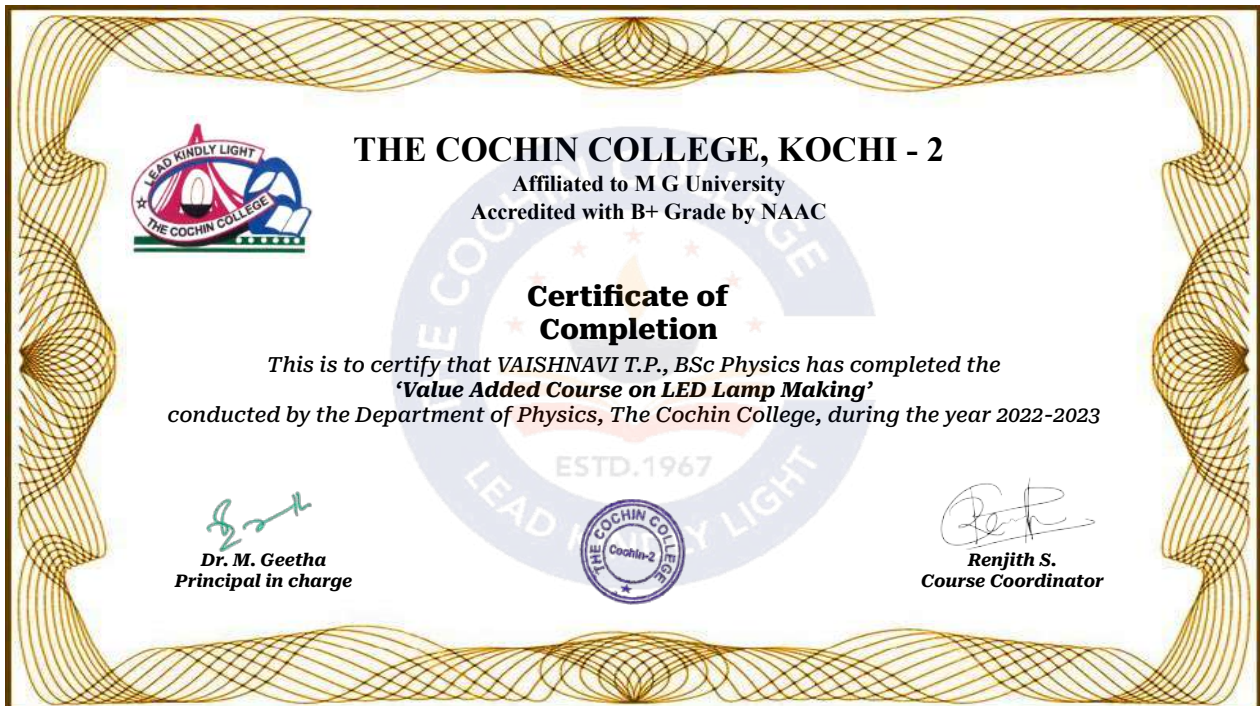 LEAD KINDLY LIGHT
THE COCHIN COLLEGE
THE COCHIN COLLEGE, KOCHI - 2
Affiliated to M G University
Accredited with B+ Grade by NAAC
Certificate of
Completion
This is to certify that VAISHNAVI T.P., BSc Physics has completed the
‘Value Added Course on LED Lamp Making’
conducted by the Department of Physics, The Cochin College, during the year 2022-2023
THE COCHIN COLLEGE
ESTD.1967
LEAD KINDLY LIGHT
Dr. M. Geetha
Principal in charge
THE COCHIN COLLEGE
Cochin-2
Renjith S.
Course Coordinator